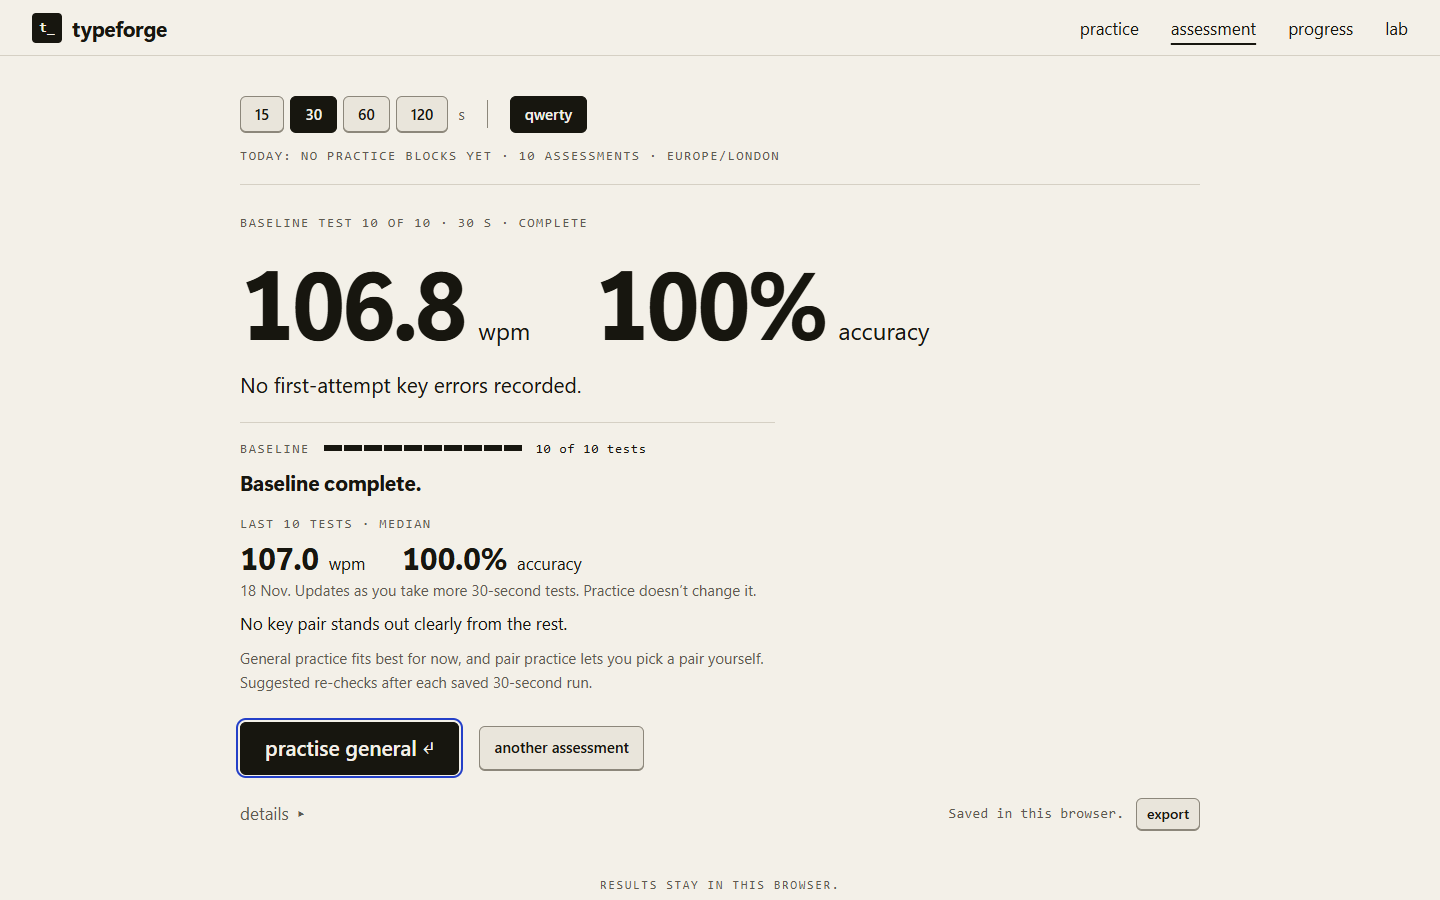 t_ typeforge
practice assessment progress lab
15 30 60 120 s qwerty
TODAY: NO PRACTICE BLOCKS YET · 10 ASSESSMENTS · EUROPE/LONDON
BASELINE TEST 10 OF 10 · 30 S · COMPLETE
106.8 wpm 100% accuracy
No first-attempt key errors recorded.
BASELINE 10 of 10 tests
Baseline complete.
LAST 10 TESTS · MEDIAN
107.0 wpm 100.0% accuracy
18 Nov. Updates as you take more 30-second tests. Practice doesn’t change it.
No key pair stands out clearly from the rest.
General practice fits best for now, and pair practice lets you pick a pair yourself.
Suggested re-checks after each saved 30-second run.
practise general ↵ another assessment
details ▸ Saved in this browser. export
RESULTS STAY IN THIS BROWSER.